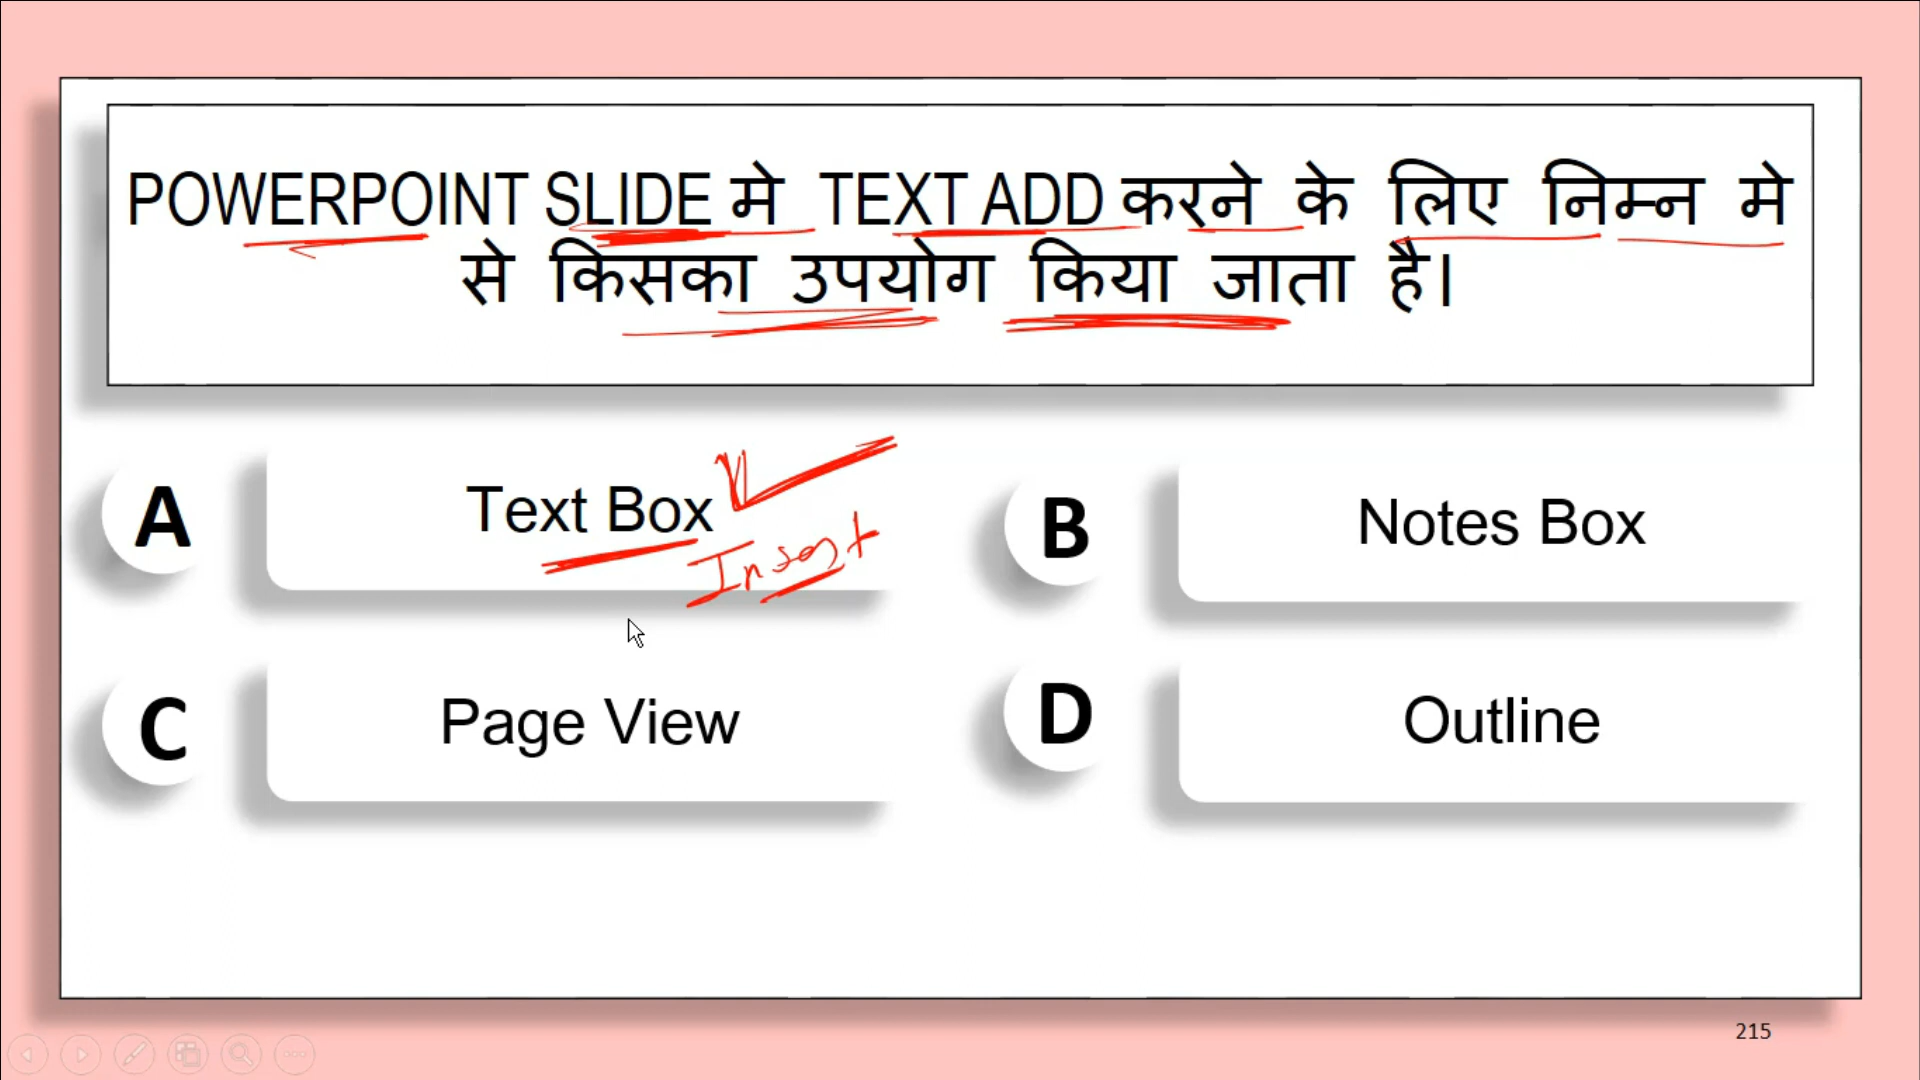 POWERPOINT SLIDE मे TEXT ADD करने के लिए निम्न मे
से किसका उपयोग किया जाता है।
A Text Box
Insert
B Notes Box
C Page View
D Outline
215